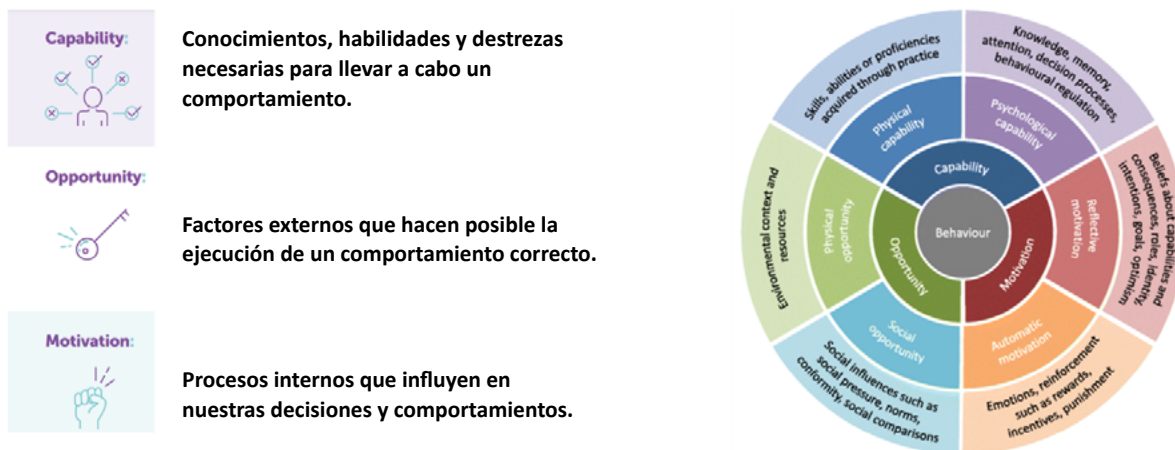 Capability:
Conocimientos, habilidades y destrezas
necesarias para llevar a cabo un
comportamiento.
Opportunity:
Factores externos que hacen posible la
ejecución de un comportamiento correcto.
Motivation:
Procesos internos que influyen en
nuestras decisiones y comportamientos.
Skills, abilities or proficiencies
acquired through practice
Knowledge, memory,
attention, decision processes,
behavioural regulation
Physical
capability
Psychological
capability
Capability
Environmental context and
resources
Physical
opportunity
Opportunity
Behaviour
Motivation
Reflective
motivation
Beliefs about capabilities and
consequences, roles, identity,
intentions, goals, optimism
Social
opportunity
Automatic
motivation
Social influences such as
social pressure, norms,
conformity, social comparisons
Emotions, reinforcement
such as rewards,
incentives, punishment